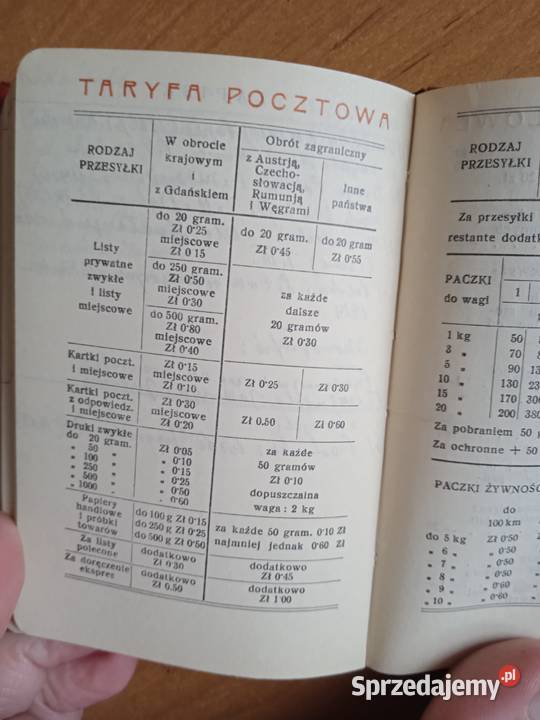 TARYFA POCZTOWA
RODZAJ
PRZESYŁKI
W obrocie
krajowym
i
z Gdańskiem
Obrót zagraniczny
z Austrją,
Czecho-
słowacją,
Rumunją
i Węgrami
Inne
państwa
Listy
prywatne
zwykłe
i listy
miejscowe
do 20 gram.
Zł 0·25
miejscowe
Zł 0 15
do 250 gram.
Zł 0·50
miejscowe
Zł 0·30
do 500 gram.
Zł 0·80
miejscowe
Zł 0·40
do 20 gram.
Zł 0·45
do 20 gram
Zł 0·55
za każde
dalsze
20 gramów
Zł 0·30
Kartki poczt.
i miejscowe
Zł 0·15
miejscowe
Zł 0·10
Zł 0·25
Zł 0·30
Kartki poczt.
z odpowiedz.
i miejscowe
Zł 0·30
miejscowe
Zł 0·20
Zł 0.50
Zł 0·60
Druki zwykłe
do 20 gram.
„ 50 „
„ 100 „
„ 250 „
„ 500 „
„ 1000 „
Zł 0·05
„ 0·10
„ 0·15
„ 0·25
„ 0·50
„ 0·60
za każde
50 gramów
Zł 0·10
dopuszczalna
waga: 2 kg
Papiery
handlowe
i próbki
towarów
do 100 g Zł 0·15
do 250 g Zł 0·25
do 500 g Zł 0·50
za każde 50 gram. 0·10 Zł
najmniej jednak 0·60 Zł
Za listy
polecone
dodatkowo
Zł 0·30
dodatkowo
Zł 0·45
Za doręczenie
ekspres
dodatkowo
Zł 0.50
dodatkowo
Zł 1·00
RODZAJ
PRZESYŁKI
Za przesyłki
restante dodatk
PACZKI
do wagi
1
1 kg 50
3 „ 70
5 „ 90
10 „ 130
15 „ 170
20 „ 200
Za pobraniem 50
Za ochronne + 50
PACZKI ŻYWNOŚ
do
100 km
do 5 kg Zł 0·50
„ 6 „ „ 0·50
„ 7 „ „ 0·50
„ 8 „ „ 0·50
„ 9 „ „ 0·60
„ 10 „ „ 0·60
Sprzedajemy.pl